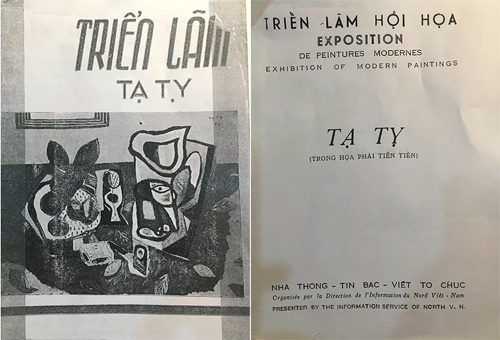 TRIỂN LÃM
TẠ TỴ
TRIỂN LÃM HỘI HỌA
EXPOSITION
DE PEINTURES MODERNES
EXHIBITION OF MODERN PAINTINGS
TẠ TỴ
(TRONG HỌA PHÁI TIỀN TIẾN)
NHA THONG - TIN BAC - VIÊT TO CHUC
Organisée par la Direction de l'Information du Nord Viêt - Nam
PRESENTED BY THE INFORMATION SERVICE OF NORTH V. N.